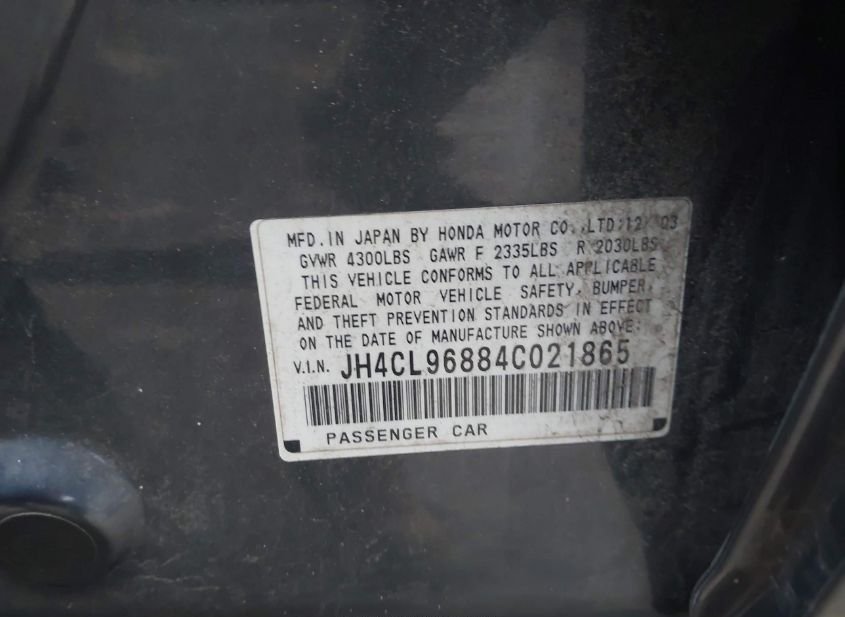 MFD. IN JAPAN BY HONDA MOTOR CO., LTD: 12/ 03
GVWR 4300LBS GAWR F 2335LBS R 2030LBS
THIS VEHICLE CONFORMS TO ALL APPLICABLE
FEDERAL MOTOR VEHICLE SAFETY, BUMPER,
AND THEFT PREVENTION STANDARDS IN EFFECT
ON THE DATE OF MANUFACTURE SHOWN ABOVE.
V.I.N. JH4CL96884C021865
PASSENGER CAR